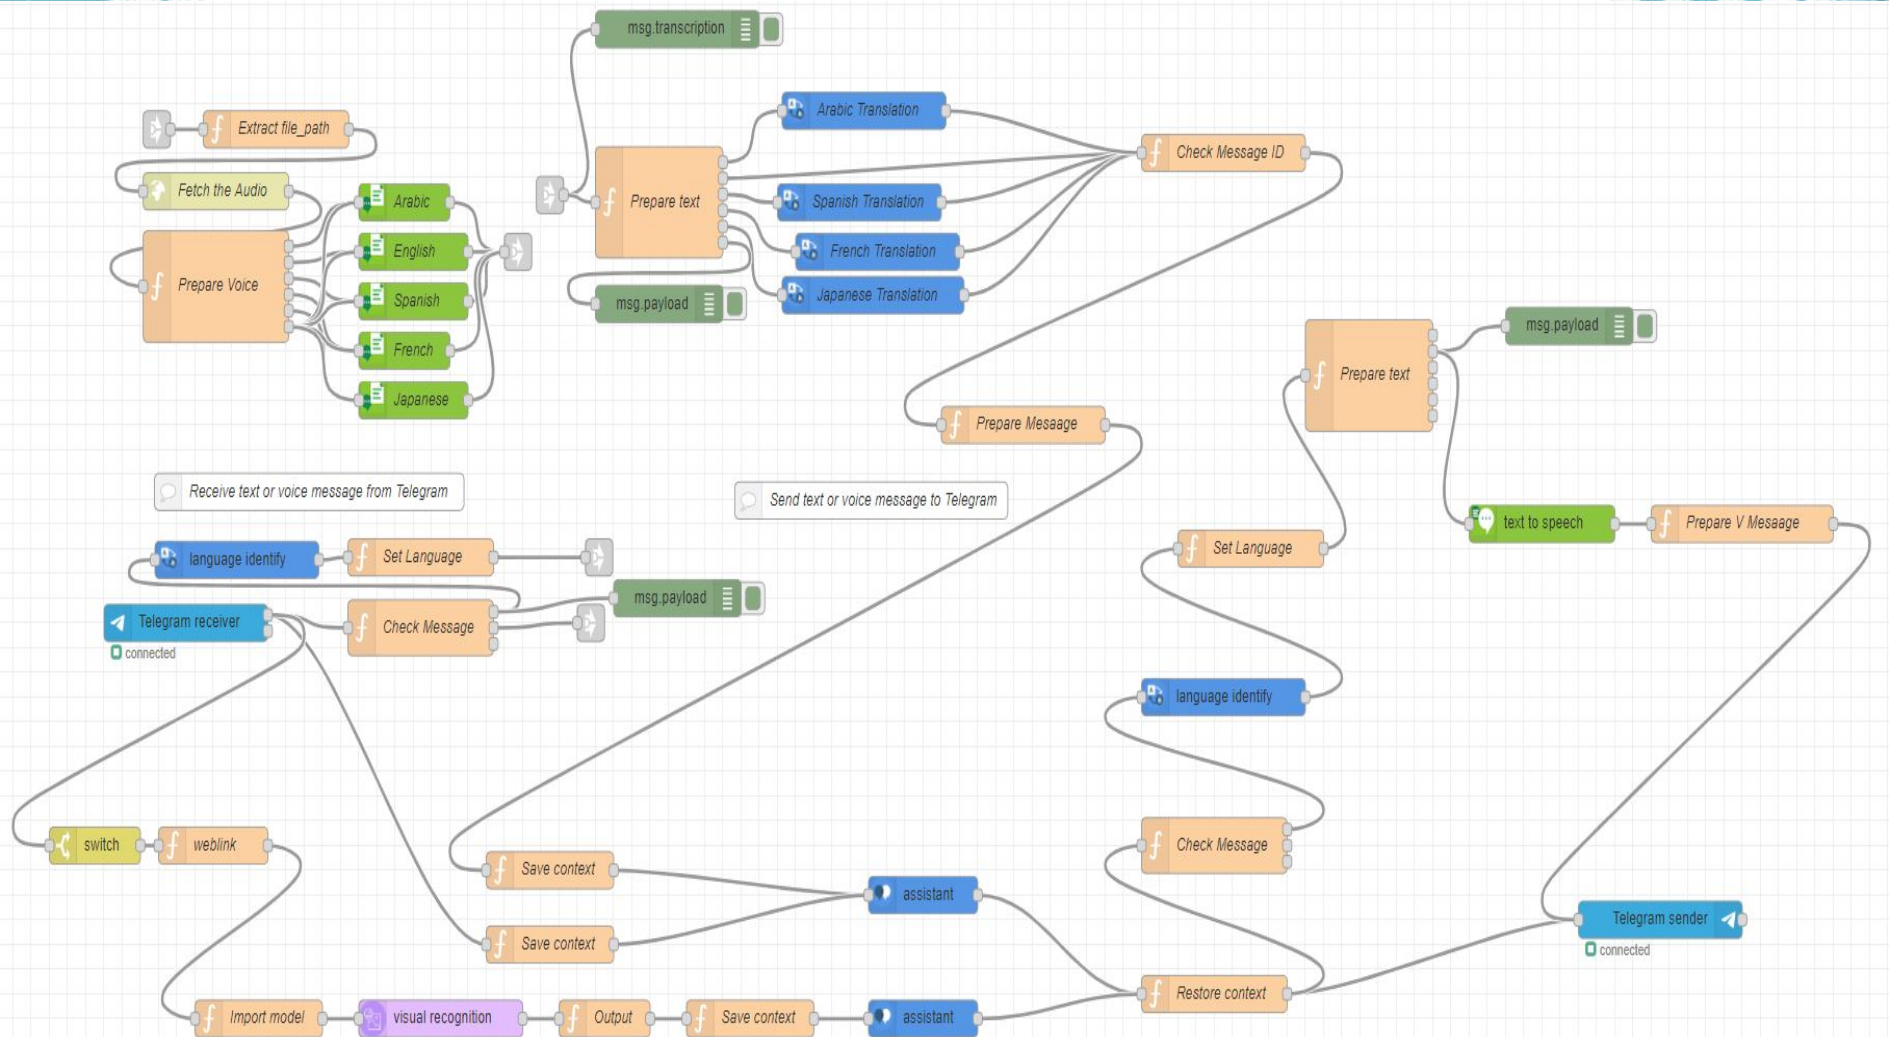 msg.transcription
Arabic Translation
Extract file_path
Check Message ID
Fetch the Audio
Arabic
Prepare text
Spanish Translation
English
French Translation
Prepare Voice
Spanish
msg.payload
Japanese Translation
msg.payload
French
Prepare text
Japanese
Prepare Mesaage
Receive text or voice message from Telegram
Send text or voice message to Telegram
text to speech
Prepare V Mesaage
language identify
Set Language
Set Language
msg.payload
Telegram receiver
Check Message
connected
language identify
switch
weblink
Check Message
Save context
assistant
Telegram sender
Save context
connected
Restore context
Import model
visual recognition
Output
Save context
assistant